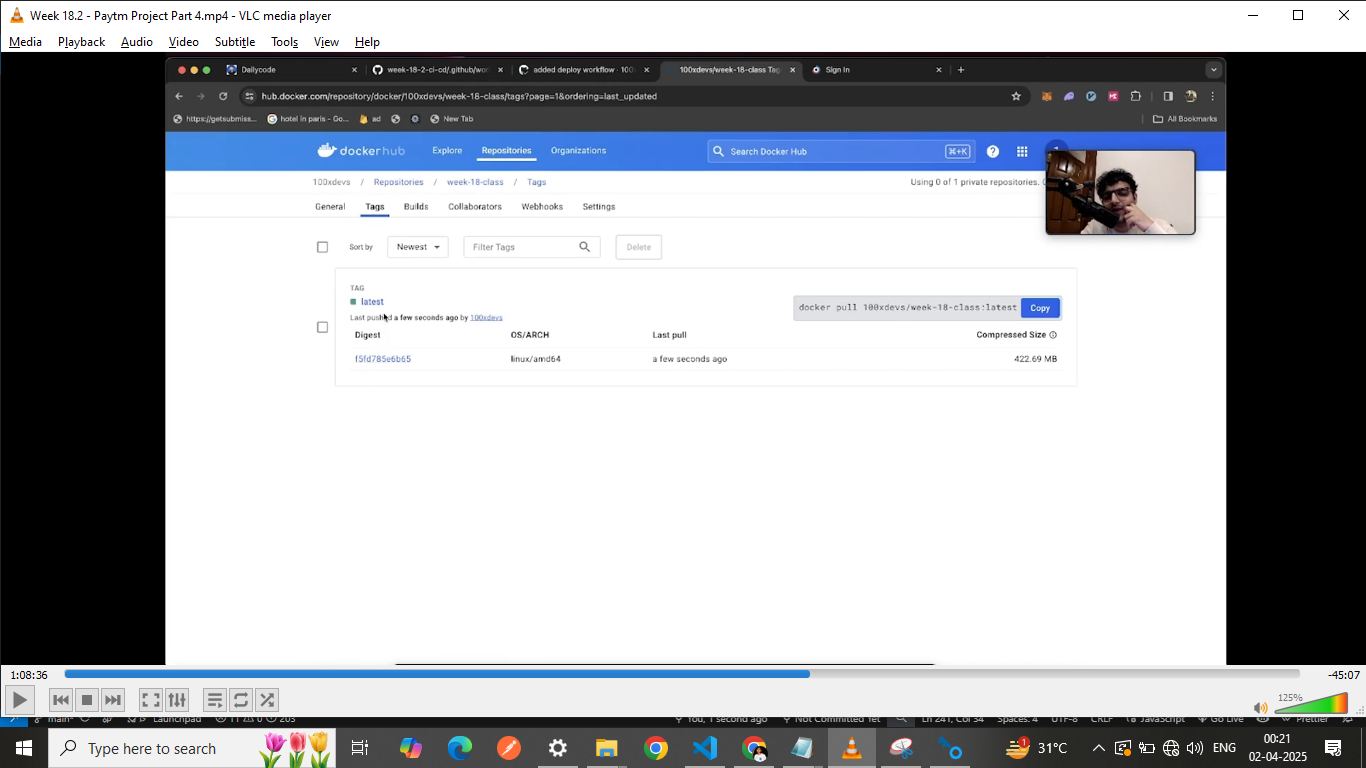 Week 18.2 - Paytm Project Part 4.mp4 - VLC media player
Media Playback Audio Video Subtitle Tools View Help
Dailycode
week-18-2-ci-cd/.github/wor
added deploy workflow · 100
100xdevs/week-18-class Tag
Sign In
hub.docker.com/repository/docker/100xdevs/week-18-class/tags?page=1&ordering=last_updated
https://getsubmiss...
hotel in paris - Go...
ad
New Tab
All Bookmarks
dockerhub
Explore Repositories Organizations
Search Docker Hub
⌘+K
100xdevs / Repositories / week-18-class / Tags
Using 0 of 1 private repositories.
General Tags Builds Collaborators Webhooks Settings
Sort by Newest Filter Tags Delete
TAG
latest
Last pushed a few seconds ago by 100xdevs
docker pull 100xdevs/week-18-class:latest Copy
Digest OS/ARCH Last pull Compressed Size
f5fd785e6b65 linux/amd64 a few seconds ago 422.69 MB
1:08:36 -45:07
125%
main* Launchpad 11 0 203 You, 1 second ago Not Committed Yet Ln 241, Col 34 Spaces: 4 UTF-8 CRLF JavaScript Go Live Prettier
Type here to search
31°C
ENG
00:21
02-04-2025